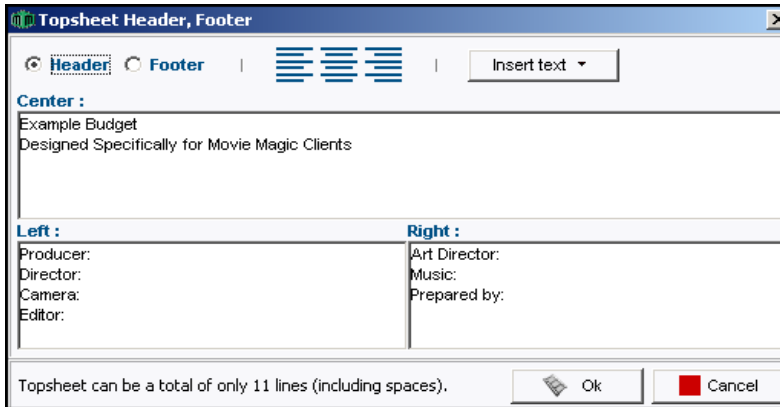 Topsheet Header, Footer
Header Footer | | Insert text
Center :
Example Budget
Designed Specifically for Movie Magic Clients
Left : Right :
Producer:
Director:
Camera:
Editor:
Art Director:
Music:
Prepared by:
Topsheet can be a total of only 11 lines (including spaces). Ok Cancel